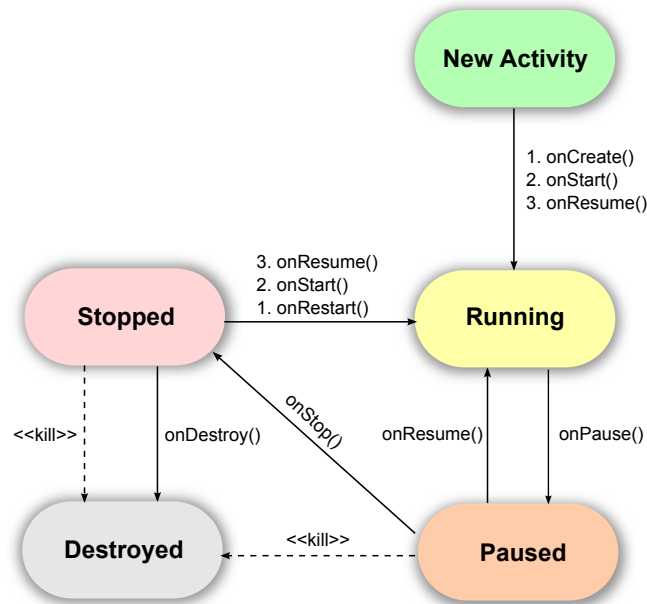 New Activity
1. onCreate()
2. onStart()
3. onResume()
3. onResume()
2. onStart()
1. onRestart()
Stopped
Running
<<kill>>
onDestroy()
onStop()
onResume()
onPause()
Destroyed
<<kill>>
Paused